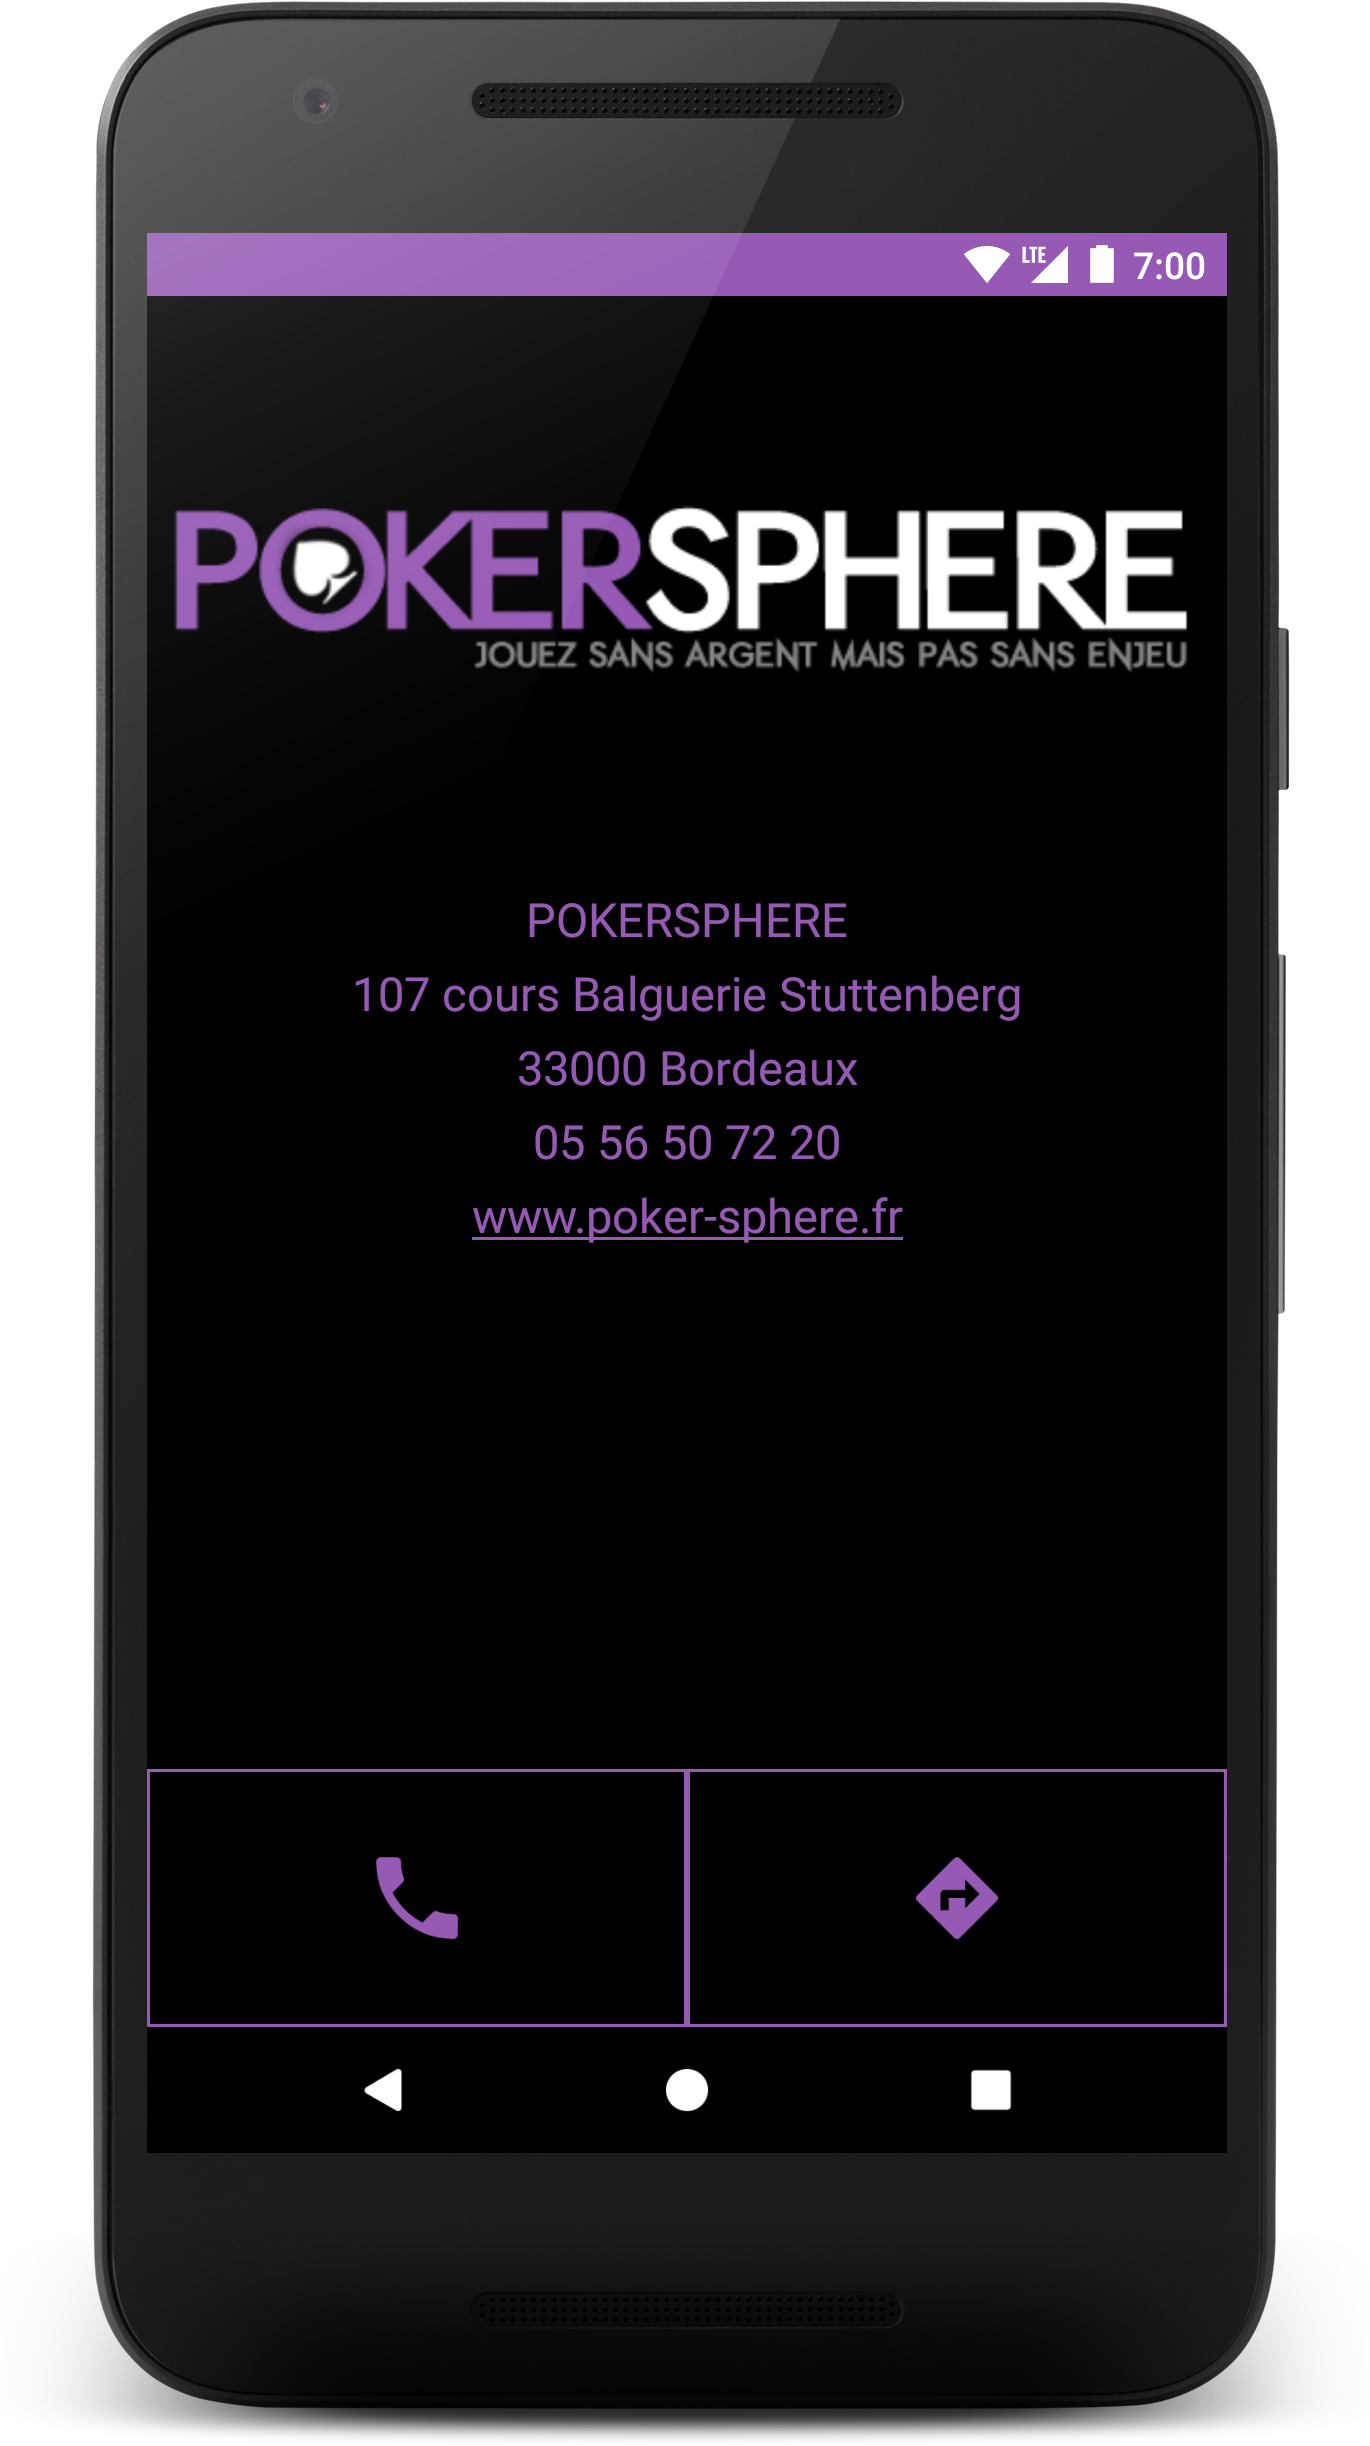 LTE 7:00
POKERSPHERE
JOUEZ SANS ARGENT MAIS PAS SANS ENJEU
POKERSPHERE
107 cours Balguerie Stuttenberg
33000 Bordeaux
05 56 50 72 20
www.poker-sphere.fr